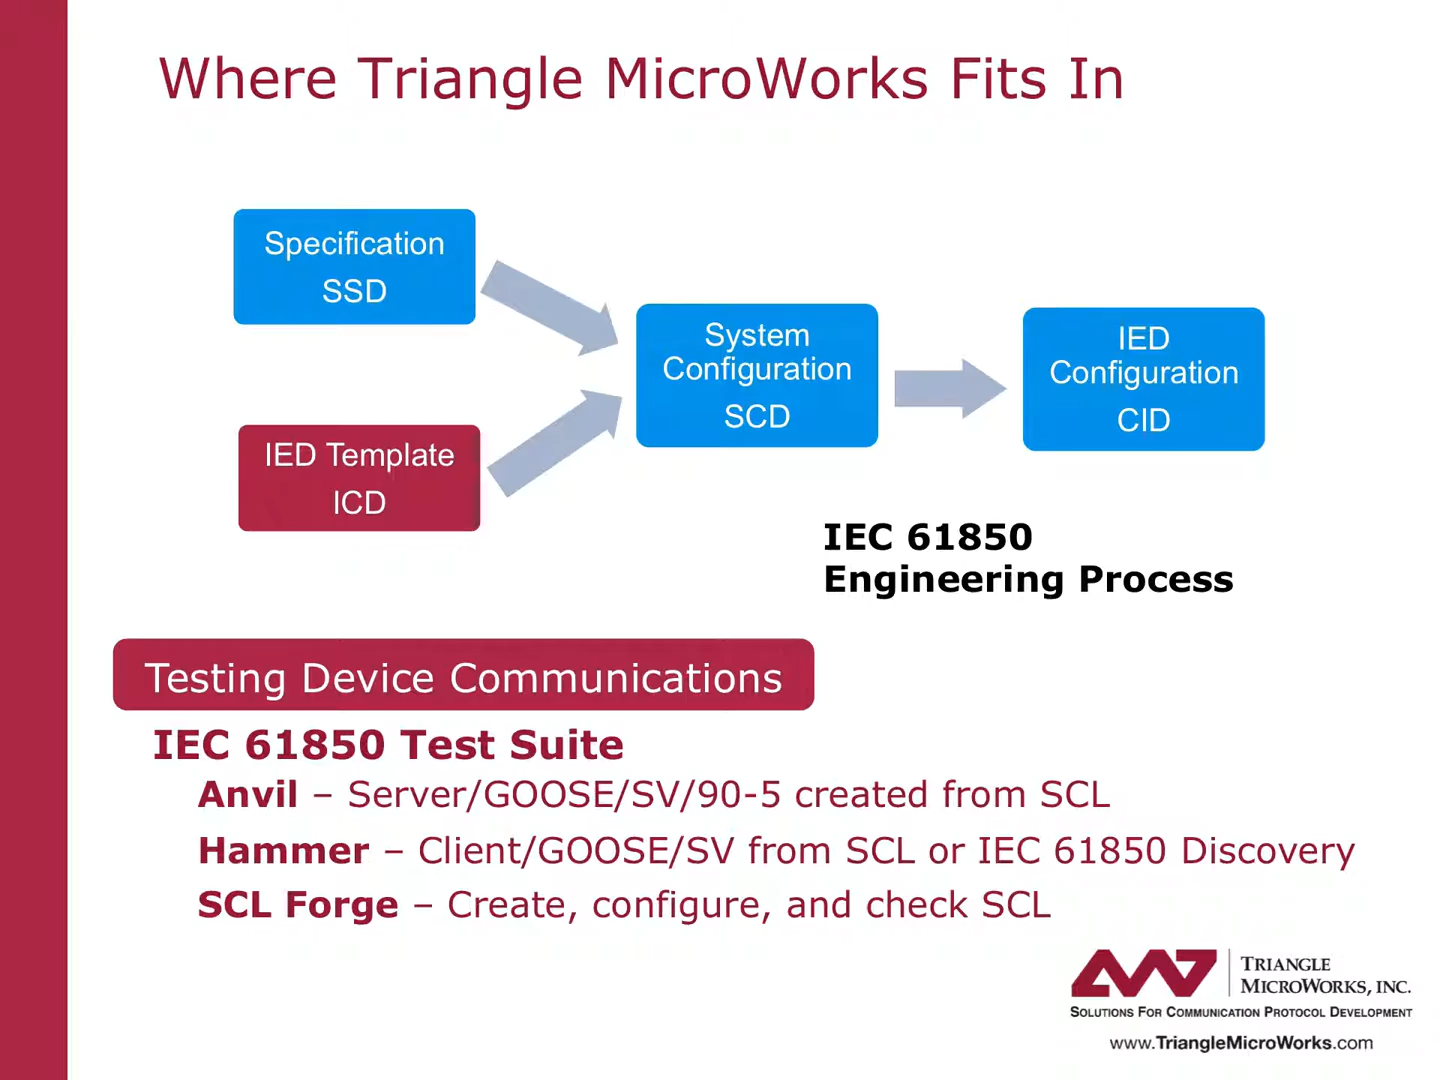 Where Triangle MicroWorks Fits In
Specification
SSD
IED Template
ICD
System
Configuration
SCD
IED
Configuration
CID
IEC 61850
Engineering Process
Testing Device Communications
IEC 61850 Test Suite
Anvil – Server/GOOSE/SV/90-5 created from SCL
Hammer – Client/GOOSE/SV from SCL or IEC 61850 Discovery
SCL Forge – Create, configure, and check SCL
TRIANGLE
MICROWORKS, INC.
SOLUTIONS FOR COMMUNICATION PROTOCOL DEVELOPMENT
www.TriangleMicroWorks.com